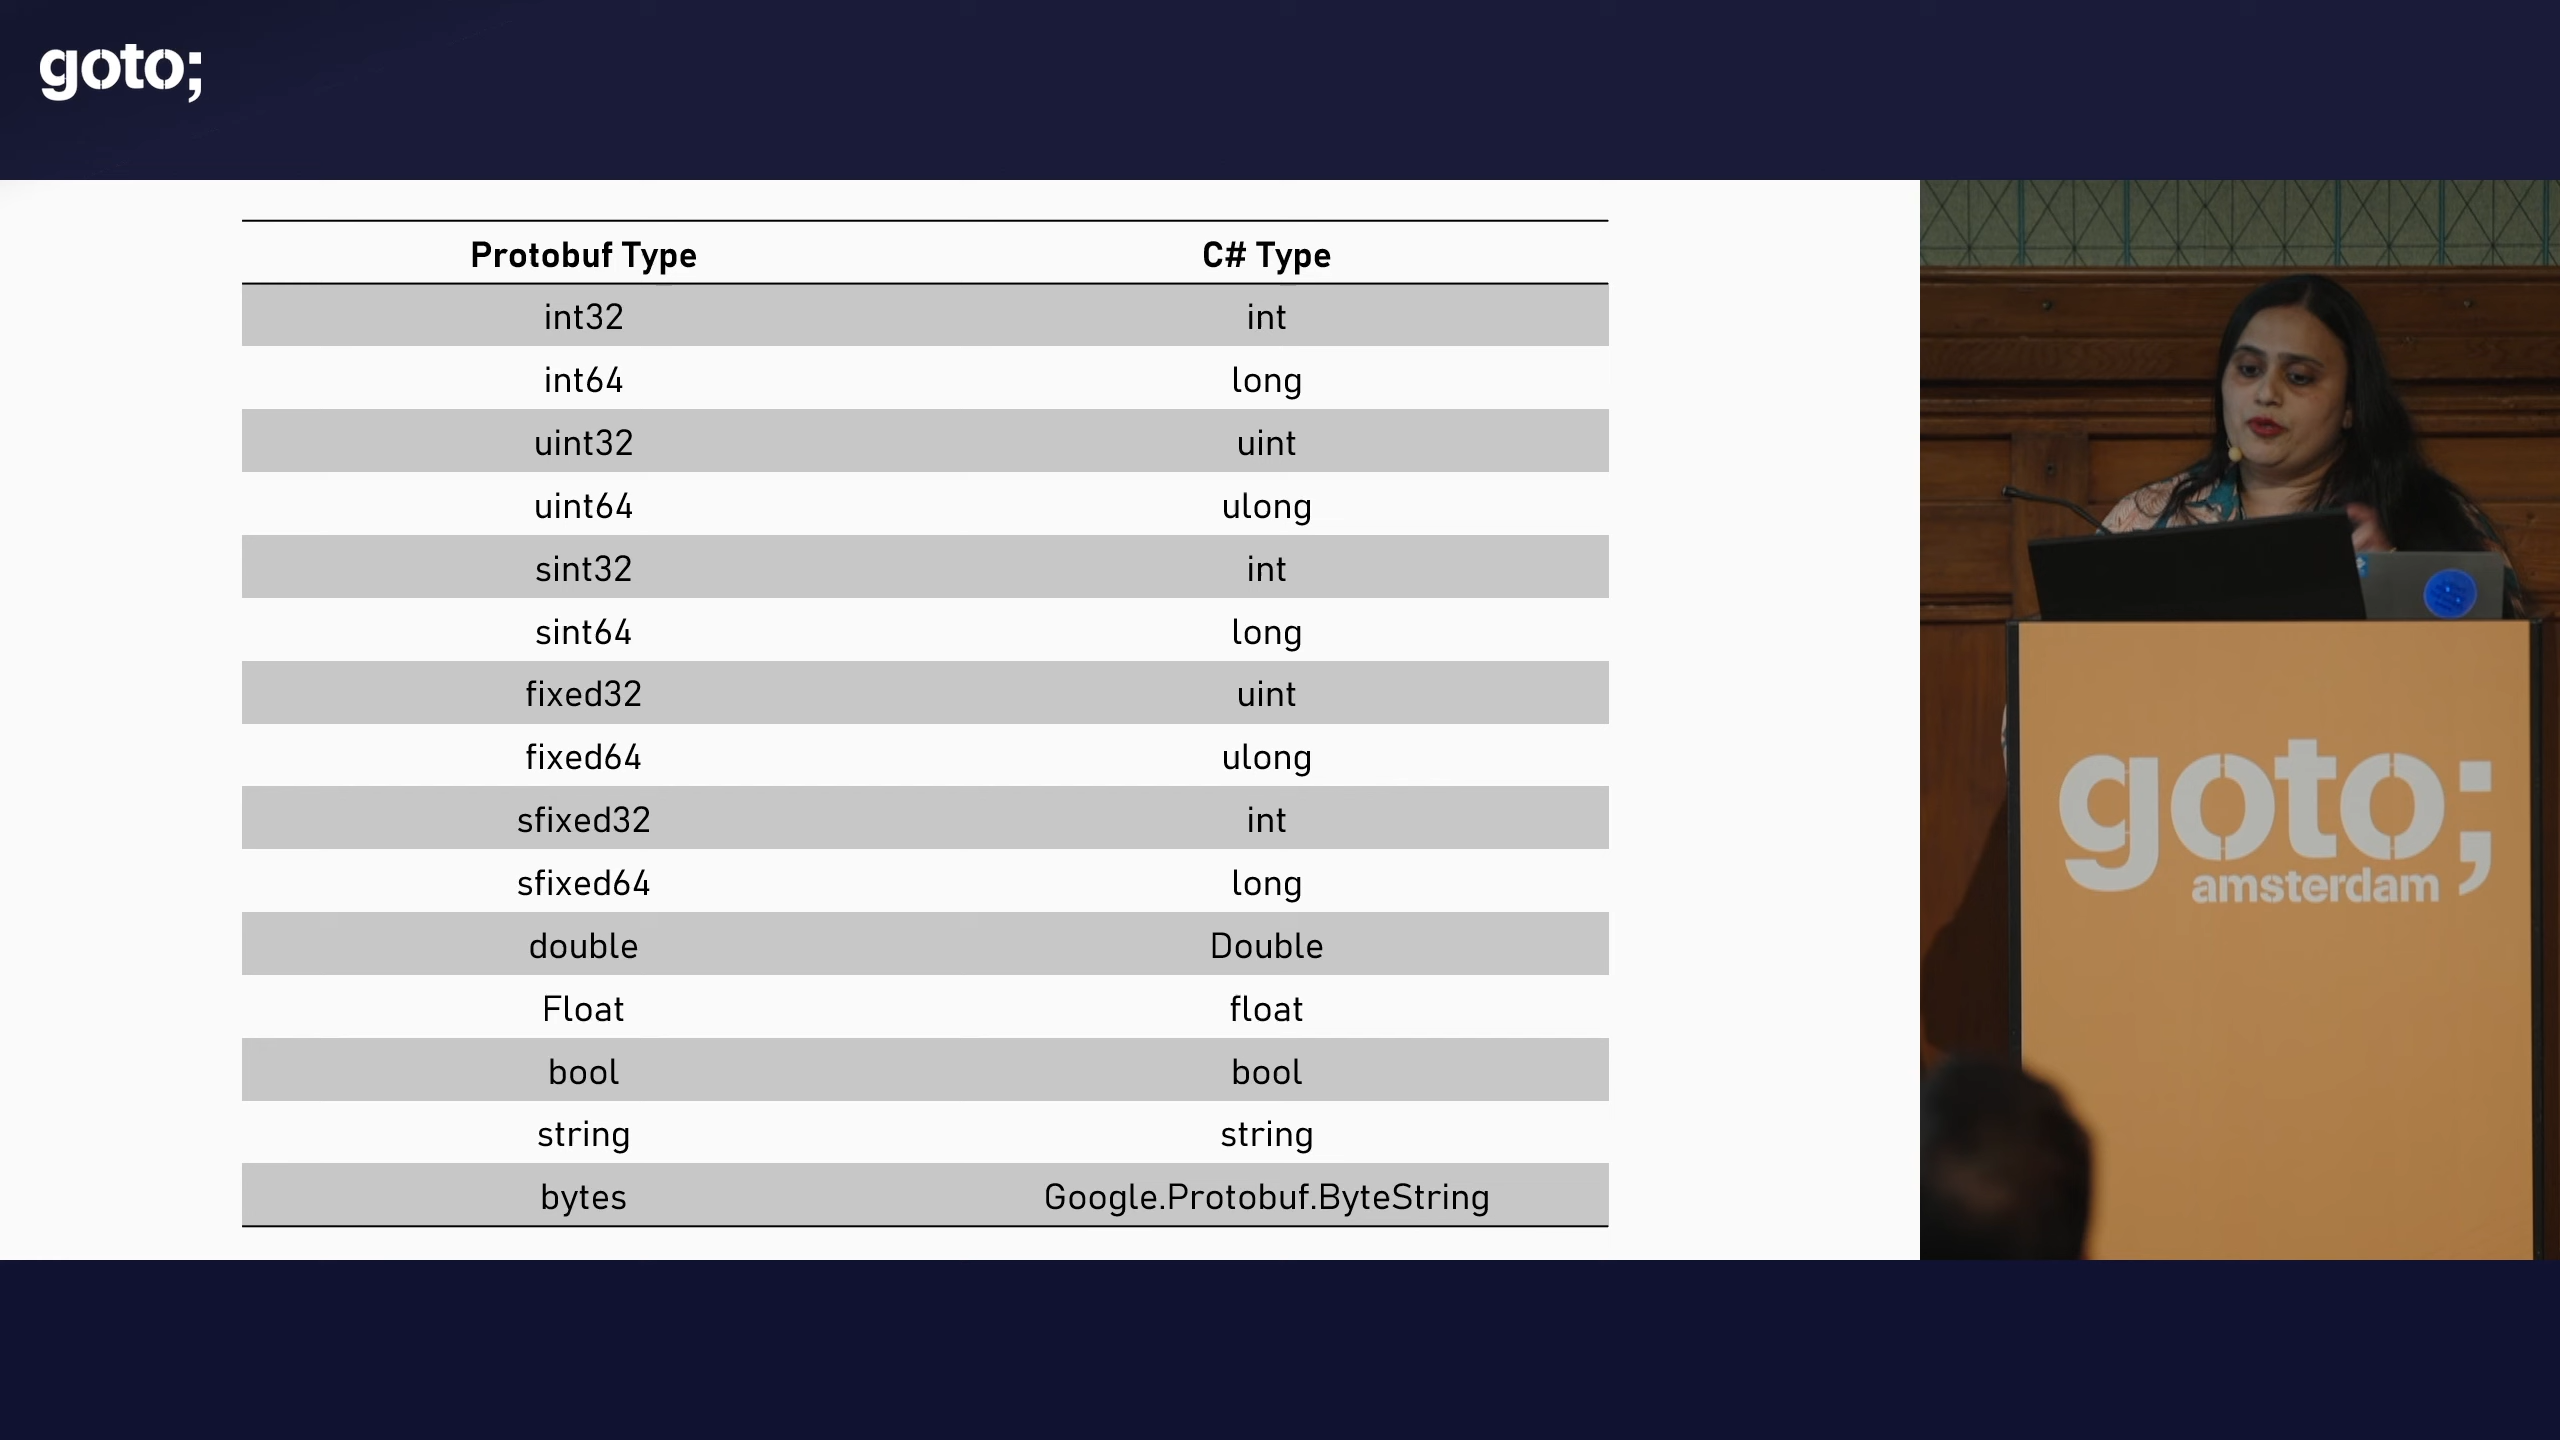 goto;
Protobuf Type C# Type
int32 int
int64 long
uint32 uint
uint64 ulong
sint32 int
sint64 long
fixed32 uint
fixed64 ulong
sfixed32 int
sfixed64 long
double Double
Float float
bool bool
string string
bytes Google.Protobuf.ByteString
goto;
amsterdam